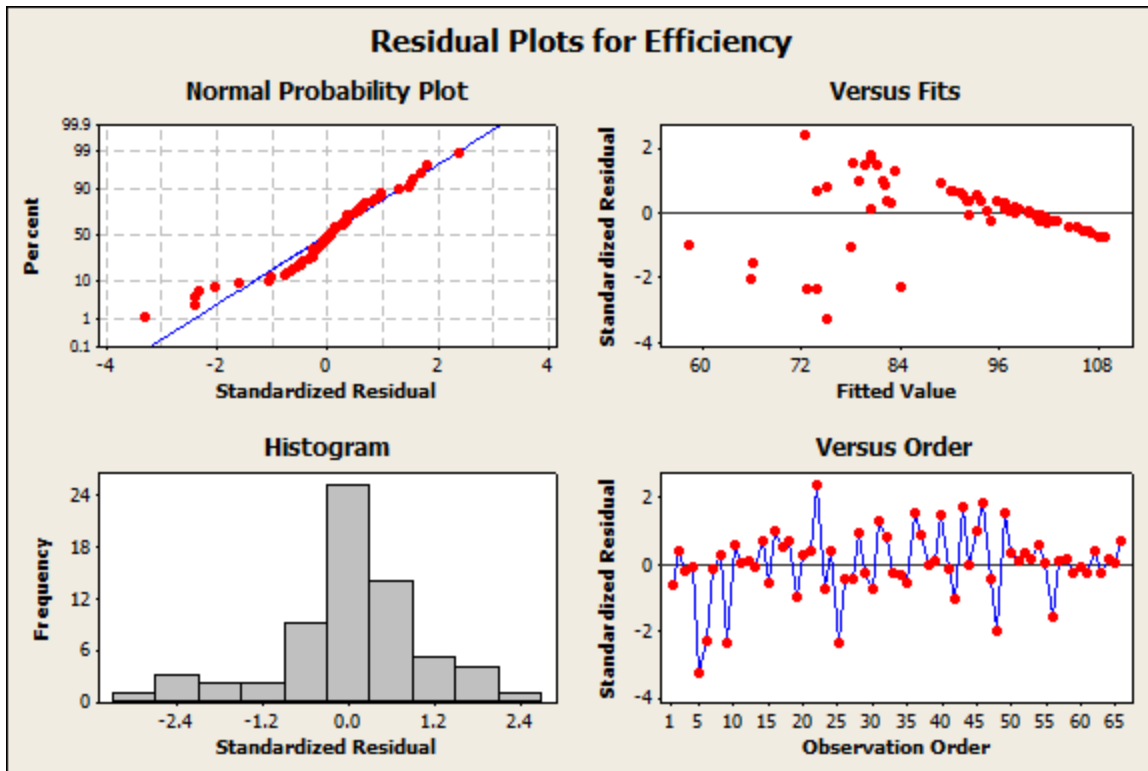 Residual Plots for Efficiency
Normal Probability Plot
Percent
99.9
99
90
50
10
1
0.1
-4 -2 0 2 4
Standardized Residual
Versus Fits
Standardized Residual
2
0
-2
-4
60 72 84 96 108
Fitted Value
Histogram
Frequency
24
18
12
6
0
-2.4 -1.2 0.0 1.2 2.4
Standardized Residual
Versus Order
Standardized Residual
2
0
-2
-4
1 5 10 15 20 25 30 35 40 45 50 55 60 65
Observation Order